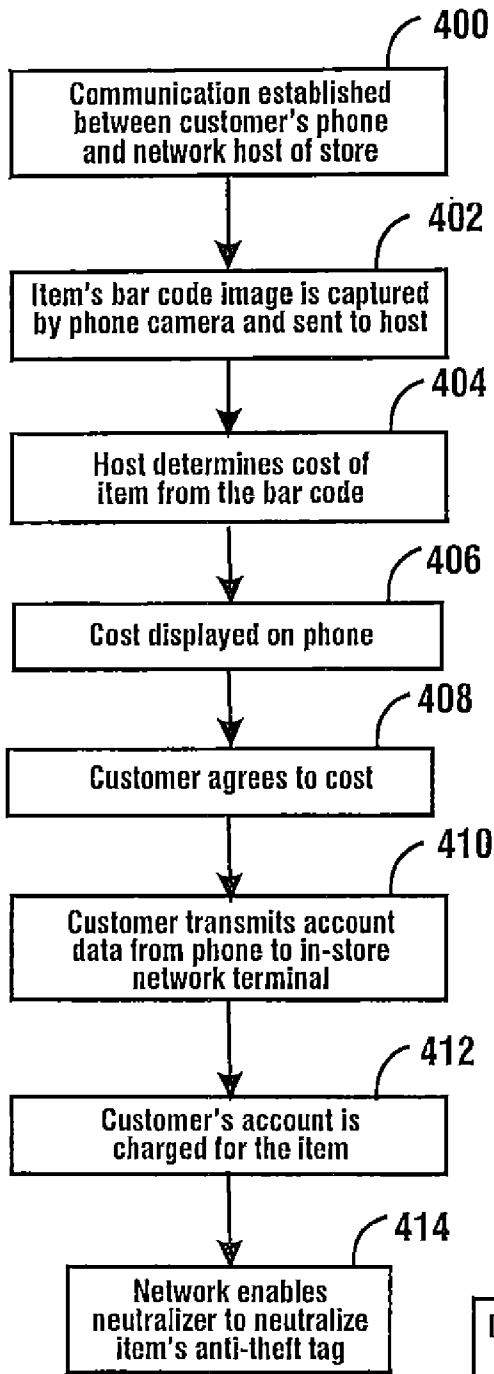 400
Communication established
between customer's phone
and network host of store
402
Item's bar code image is captured
by phone camera and sent to host
404
Host determines cost of
item from the bar code
406
Cost displayed on phone
408
Customer agrees to cost
410
Customer transmits account
data from phone to in-store
network terminal
412
Customer's account is
charged for the item
414
Network enables
neutralizer to neutralize
item's anti-theft tag